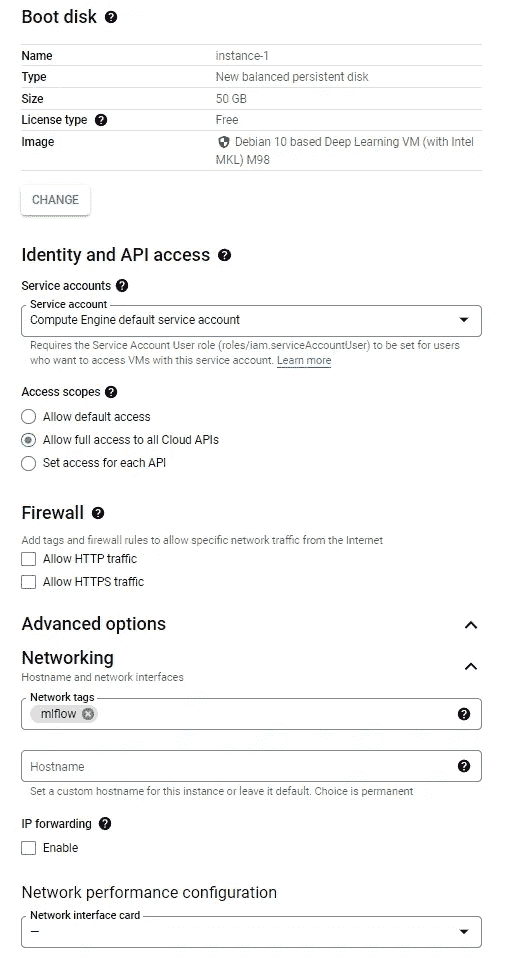 Boot disk
Name instance-1
Type New balanced persistent disk
Size 50 GB
License type Free
Image Debian 10 based Deep Learning VM (with Intel
MKL) M98
CHANGE
Identity and API access
Service accounts
Service account
Compute Engine default service account
Requires the Service Account User role (roles/iam.serviceAccountUser) to be set for users
who want to access VMs with this service account. Learn more
Access scopes
Allow default access
Allow full access to all Cloud APIs
Set access for each API
Firewall
Add tags and firewall rules to allow specific network traffic from the Internet
Allow HTTP traffic
Allow HTTPS traffic
Advanced options
Networking
Hostname and network interfaces
Network tags
mlflow
Hostname
Set a custom hostname for this instance or leave it default. Choice is permanent
IP forwarding
Enable
Network performance configuration
Network interface card
—